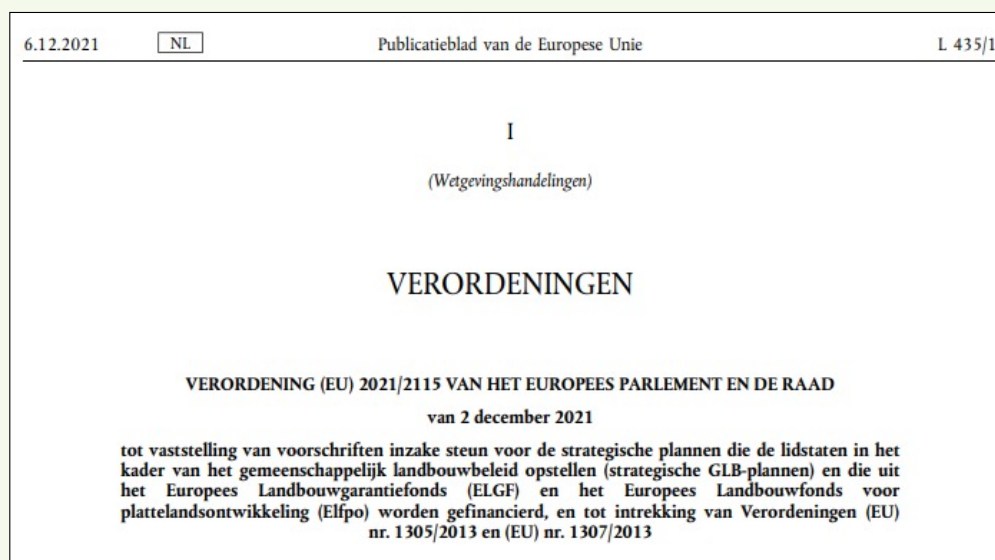 6.12.2021 NL Publicatieblad van de Europese Unie L 435/1
I
(Wetgevingshandelingen)
VERORDENINGEN
VERORDENING (EU) 2021/2115 VAN HET EUROPEES PARLEMENT EN DE RAAD
van 2 december 2021
tot vaststelling van voorschriften inzake steun voor de strategische plannen die de lidstaten in het
kader van het gemeenschappelijk landbouwbeleid opstellen (strategische GLB-plannen) en die uit
het Europees Landbouwgarantiefonds (ELGF) en het Europees Landbouwfonds voor
plattelandsontwikkeling (Elfpo) worden gefinancierd, en tot intrekking van Verordeningen (EU)
nr. 1305/2013 en (EU) nr. 1307/2013